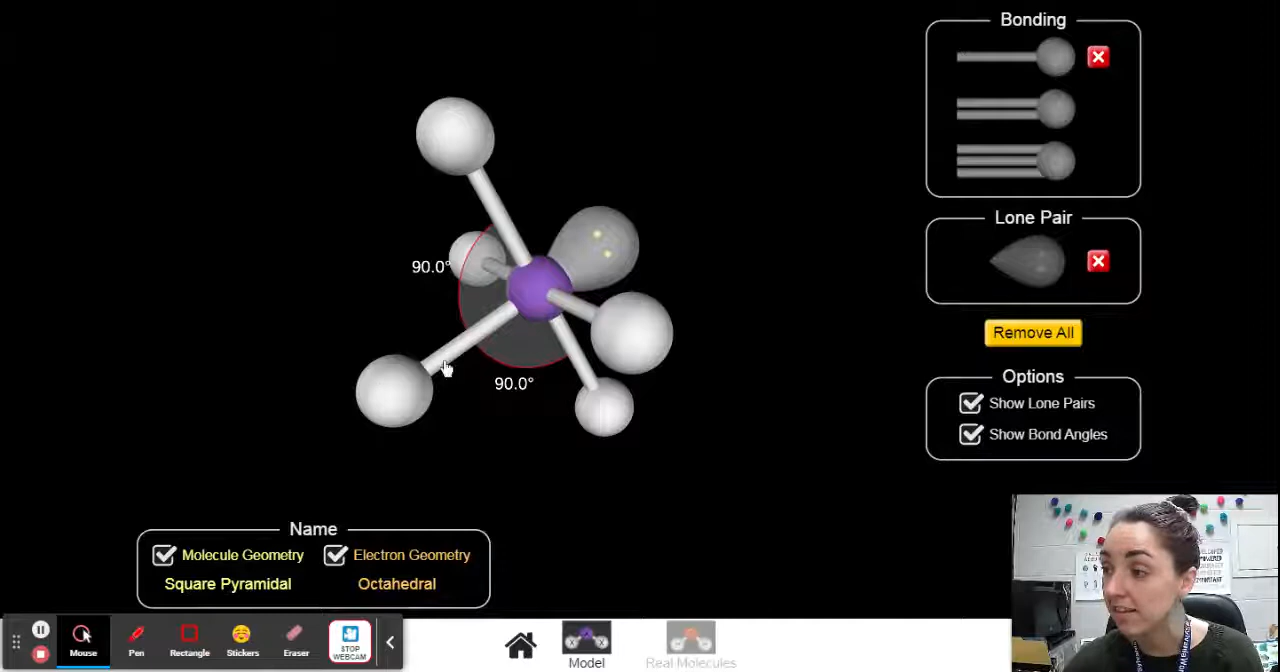 Bonding
Lone Pair
Remove All
Options
Show Lone Pairs
Show Bond Angles
90.0°
90.0°
Name
Molecule Geometry
Electron Geometry
Square Pyramidal
Octahedral
Mouse
Pen
Rectangle
Stickers
Eraser
STOP
WEBCAM
Model
Real Molecules